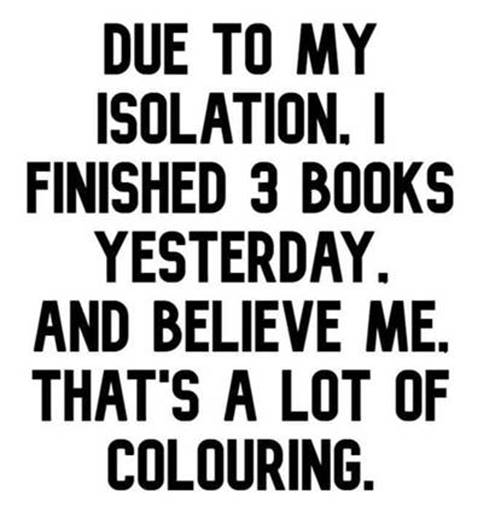 DUE TO MY
ISOLATION, I
FINISHED 3 BOOKS
YESTERDAY.
AND BELIEVE ME,
THAT'S A LOT OF
COLOURING.